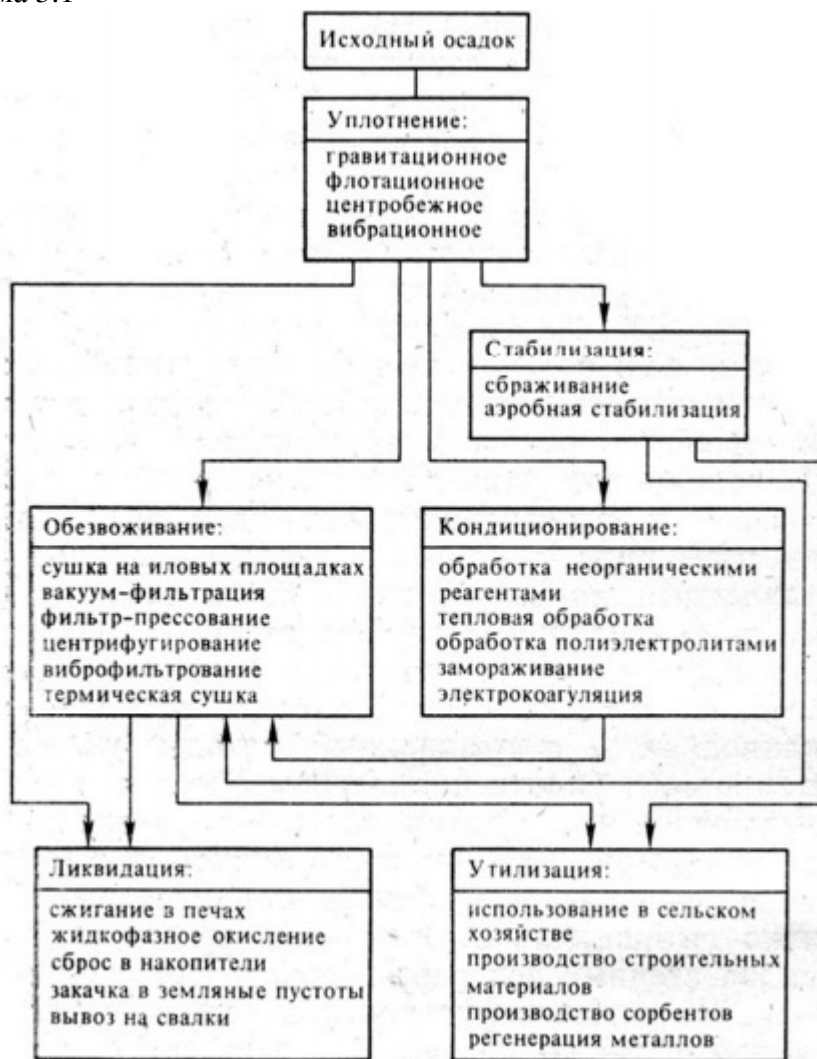 3.1
Исходный осадок
Уплотнение:
гравитационное
флотационное
центробежное
вибрационное
Стабилизация:
сбраживание
аэробная стабилизация
Обезвоживание:
сушка на иловых площадках
вакуум-фильтрация
фильтр-прессование
центрифугирование
виброфильтрование
термическая сушка
Кондиционирование:
обработка неорганическими
реагентами
тепловая обработка
обработка полиэлектролитами
замораживание
электрокоагуляция
Ликвидация:
сжигание в печах
жидкофазное окисление
сброс в накопители
закачка в земляные пустоты
вывоз на свалки
Утилизация:
использование в сельском
хозяйстве
производство строительных
материалов
производство сорбентов
регенерация металлов